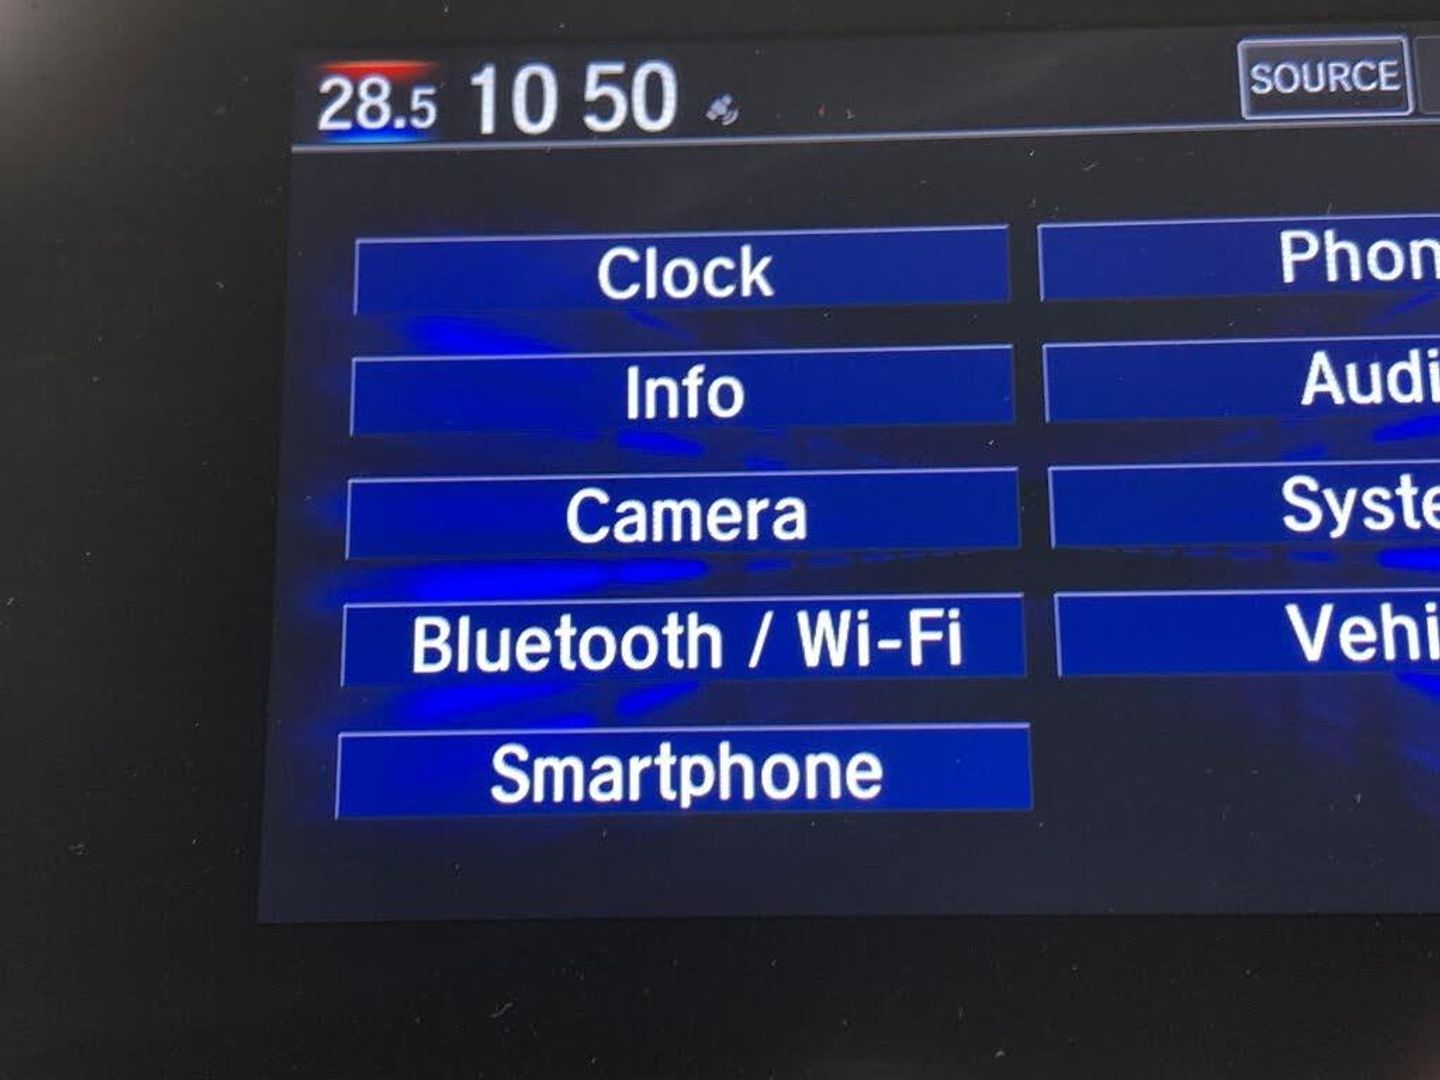 28.5 10 50 SOURCE
Clock
Info
Camera
Bluetooth / Wi-Fi
Smartphone
Phon
Audi
Syste
Vehi